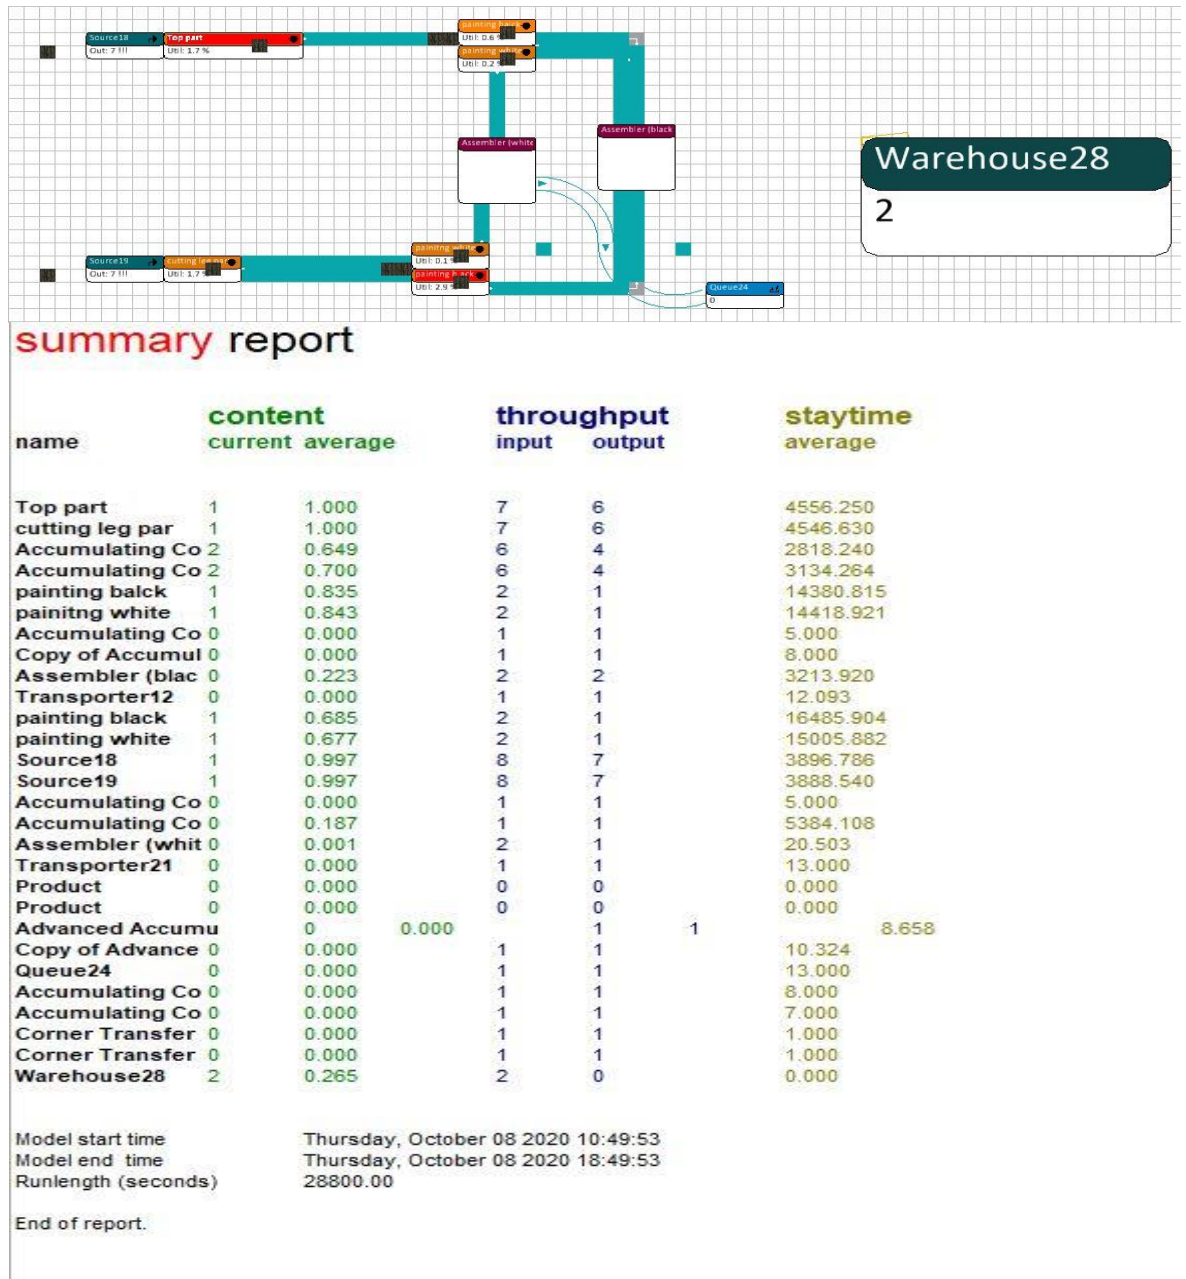 painting balck
Util: 0.6 %
Source18
Top part
Out: 7 !!!
Util: 1.7 %
painting white
Util: 0.2 %
Assembler (black
Assembler (white
Warehouse28
2
painitng white
Util: 0.1 %
Source19
cutting leg par
Out: 7 !!!
Util: 1.7 %
painting black
Util: 2.9 %
Queue24
0
summary report
content throughput staytime
name current average input output average
Top part 1 1.000 7 6 4556.250
cutting leg par 1 1.000 7 6 4546.630
Accumulating Co 2 0.649 6 4 2818.240
Accumulating Co 2 0.700 6 4 3134.264
painting balck 1 0.835 2 1 14380.815
painitng white 1 0.843 2 1 14418.921
Accumulating Co 0 0.000 1 1 5.000
Copy of Accumul 0 0.000 1 1 8.000
Assembler (blac 0 0.223 2 2 3213.920
Transporter12 0 0.000 1 1 12.093
painting black 1 0.685 2 1 16485.904
painting white 1 0.677 2 1 15005.882
Source18 1 0.997 8 7 3896.786
Source19 1 0.997 8 7 3888.540
Accumulating Co 0 0.000 1 1 5.000
Accumulating Co 0 0.187 1 1 5384.108
Assembler (whit 0 0.001 2 1 20.503
Transporter21 0 0.000 1 1 13.000
Product 0 0.000 0 0 0.000
Product 0 0.000 0 0 0.000
Advanced Accumu 0 0.000 1 1 8.658
Copy of Advance 0 0.000 1 1 10.324
Queue24 0 0.000 1 1 13.000
Accumulating Co 0 0.000 1 1 8.000
Accumulating Co 0 0.000 1 1 7.000
Corner Transfer 0 0.000 1 1 1.000
Corner Transfer 0 0.000 1 1 1.000
Warehouse28 2 0.265 2 0 0.000
Model start time Thursday, October 08 2020 10:49:53
Model end time Thursday, October 08 2020 18:49:53
Runlength (seconds) 28800.00
End of report.